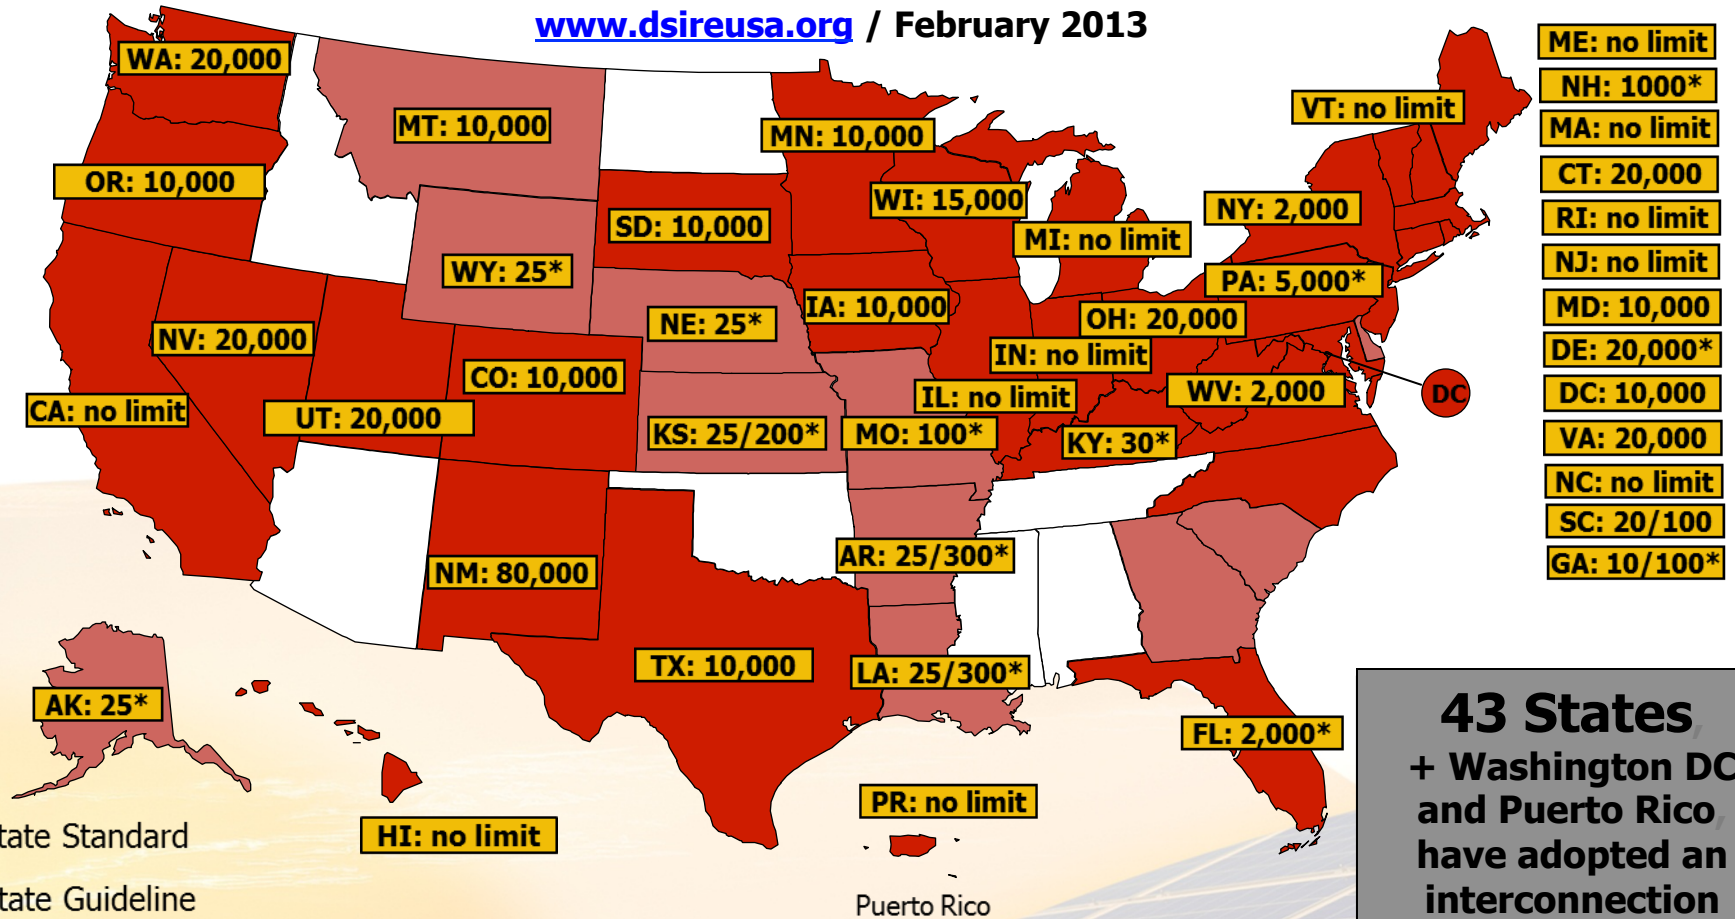 www.dsireusa.org / February 2013
WA: 20,000
MT: 10,000
MN: 10,000
VT: no limit
ME: no limit
NH: 1000*
MA: no limit
CT: 20,000
RI: no limit
NJ: no limit
MD: 10,000
DE: 20,000*
DC: 10,000
VA: 20,000
NC: no limit
SC: 20/100
GA: 10/100*
OR: 10,000
SD: 10,000
WI: 15,000
MI: no limit
NY: 2,000
WY: 25*
PA: 5,000*
NV: 20,000
NE: 25*
IA: 10,000
OH: 20,000
IN: no limit
CO: 10,000
IL: no limit
WV: 2,000
DC
CA: no limit
UT: 20,000
KS: 25/200*
MO: 100*
KY: 30*
NM: 80,000
AR: 25/300*
TX: 10,000
LA: 25/300*
AK: 25*
FL: 2,000*
HI: no limit
PR: no limit
Puerto Rico
tate Standard
tate Guideline
43 States,
+ Washington DC
and Puerto Rico,
have adopted an
interconnection